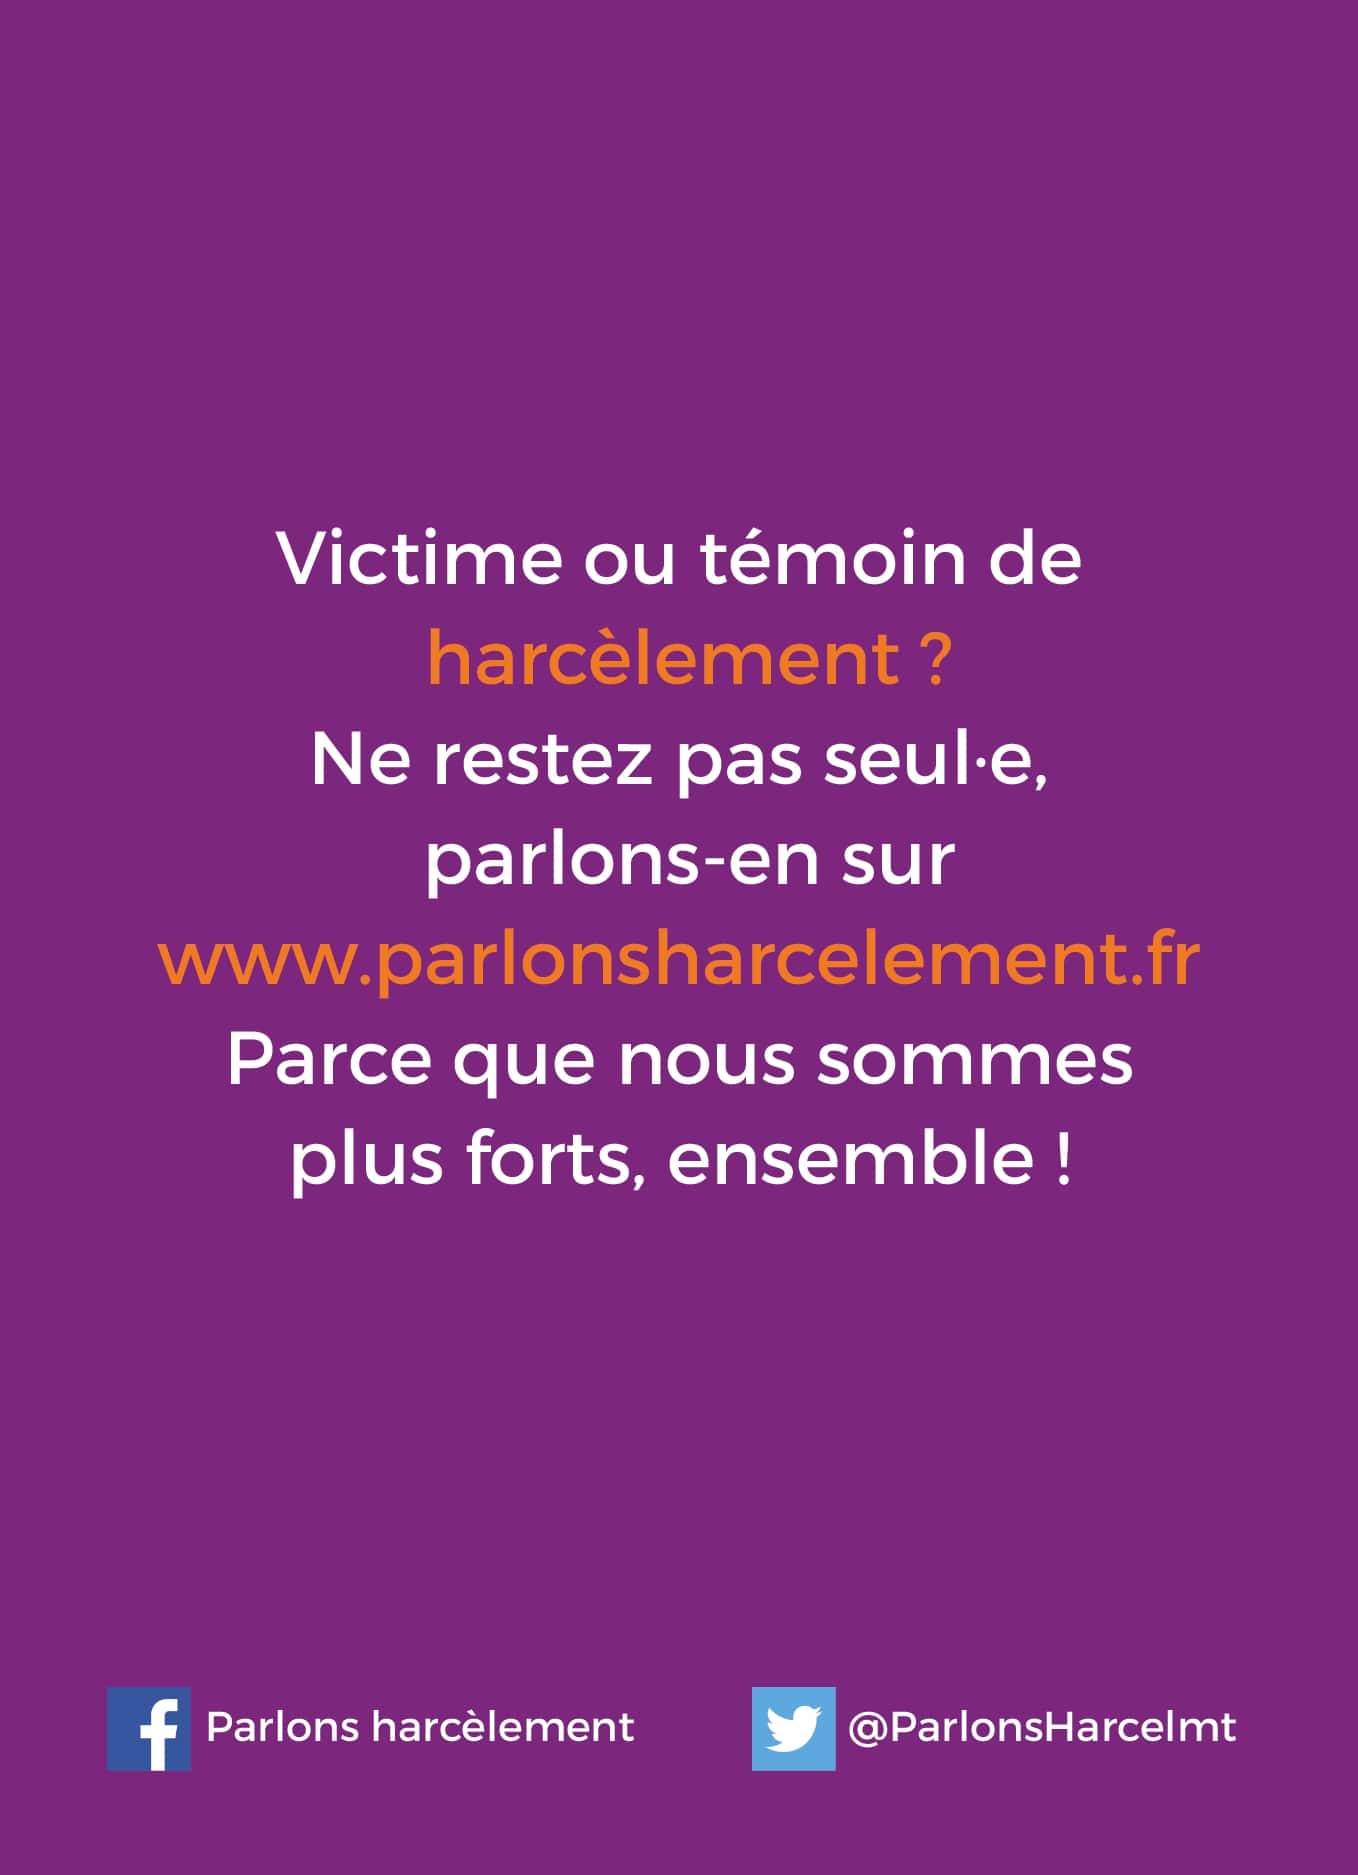 Victime ou témoin de
harcèlement ?
Ne restez pas seul·e,
parlons-en sur
www.parlonsharcelement.fr
Parce que nous sommes
plus forts, ensemble !
Parlons harcèlement
@ParlonsHarcelmt